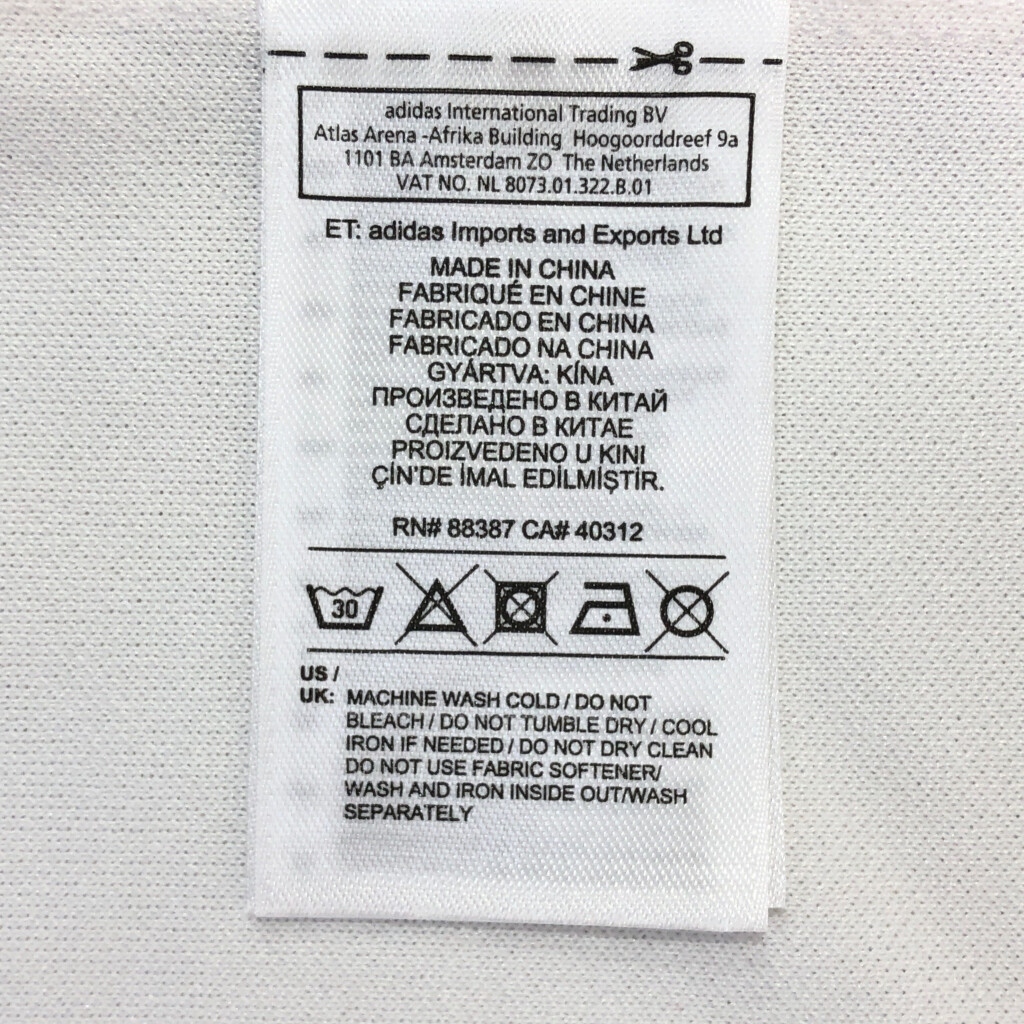 adidas International Trading BV
Atlas Arena -Afrika Building Hoogoorddreef 9a
1101 BA Amsterdam ZO The Netherlands
VAT NO. NL 8073.01.322.B.01
ET: adidas Imports and Exports Ltd
MADE IN CHINA
FABRIQUÉ EN CHINE
FABRICADO EN CHINA
FABRICADO NA CHINA
GYÁRTVA: KÍNA
ПРОИЗВЕДЕНО В КИТАЙ
СДЕЛАНО В КИТАЕ
PROIZVEDENO U KINI
ÇİN'DE İMAL EDİLMİŞTİR.
RN# 88387 CA# 40312
30
US /
UK: MACHINE WASH COLD / DO NOT
BLEACH / DO NOT TUMBLE DRY / COOL
IRON IF NEEDED / DO NOT DRY CLEAN
DO NOT USE FABRIC SOFTENER/
WASH AND IRON INSIDE OUT/WASH
SEPARATELY